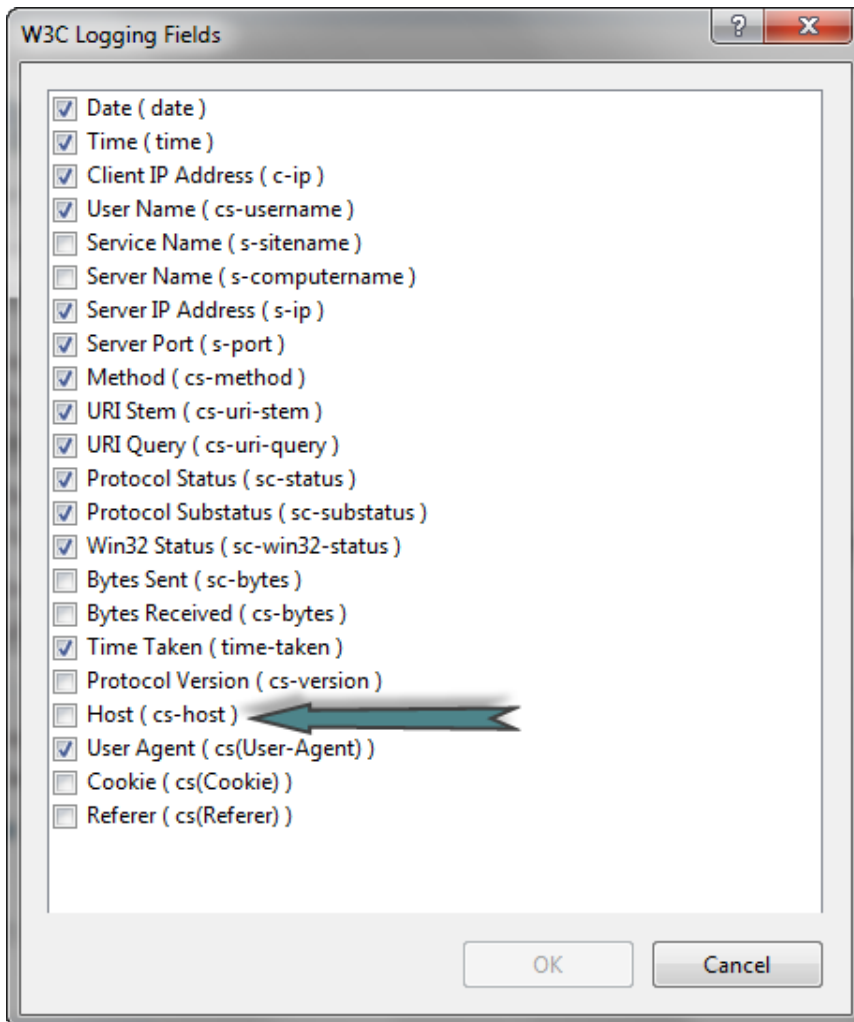 W3C Logging Fields
Date ( date )
Time ( time )
Client IP Address ( c-ip )
User Name ( cs-username )
Service Name ( s-sitename )
Server Name ( s-computername )
Server IP Address ( s-ip )
Server Port ( s-port )
Method ( cs-method )
URI Stem ( cs-uri-stem )
URI Query ( cs-uri-query )
Protocol Status ( sc-status )
Protocol Substatus ( sc-substatus )
Win32 Status ( sc-win32-status )
Bytes Sent ( sc-bytes )
Bytes Received ( cs-bytes )
Time Taken ( time-taken )
Protocol Version ( cs-version )
Host ( cs-host )
User Agent ( cs(User-Agent) )
Cookie ( cs(Cookie) )
Referer ( cs(Referer) )
OK Cancel